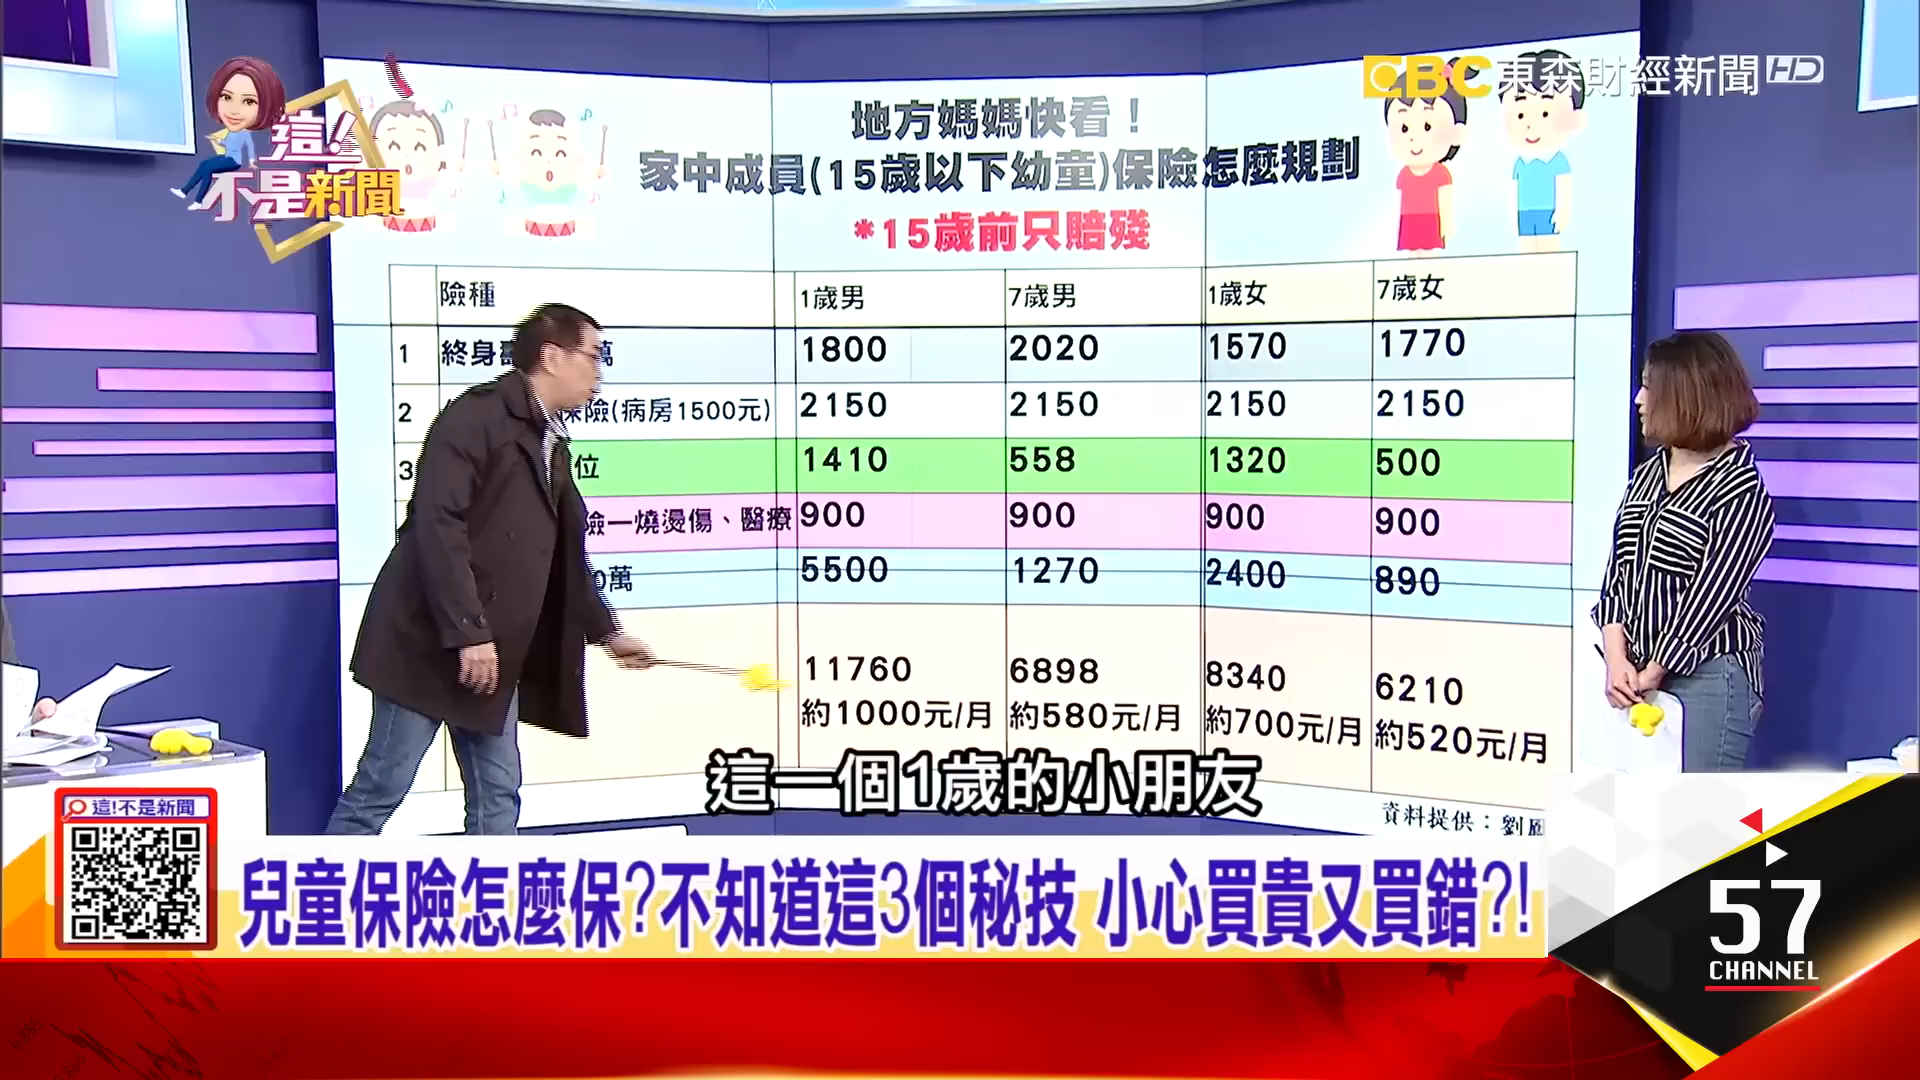 這!
不是新聞
EBC東森財經新聞HD
地方媽媽快看！
家中成員(15歲以下幼童)保險怎麼規劃
*15歲前只賠殘
險種 1歲男 7歲男 1歲女 7歲女
1 終身 萬 1800 2020 1570 1770
2 保險(病房1500元) 2150 2150 2150 2150
3 位 1410 558 1320 500
險—燒燙傷、醫療 900 900 900 900
0萬 5500 1270 2400 890
11760 6898 8340 6210
約1000元/月 約580元/月 約700元/月 約520元/月
資料提供：劉
這一個1歲的小朋友
這!不是新聞
兒童保險怎麼保?不知道這3個秘技 小心買貴又買錯?!
57
CHANNEL